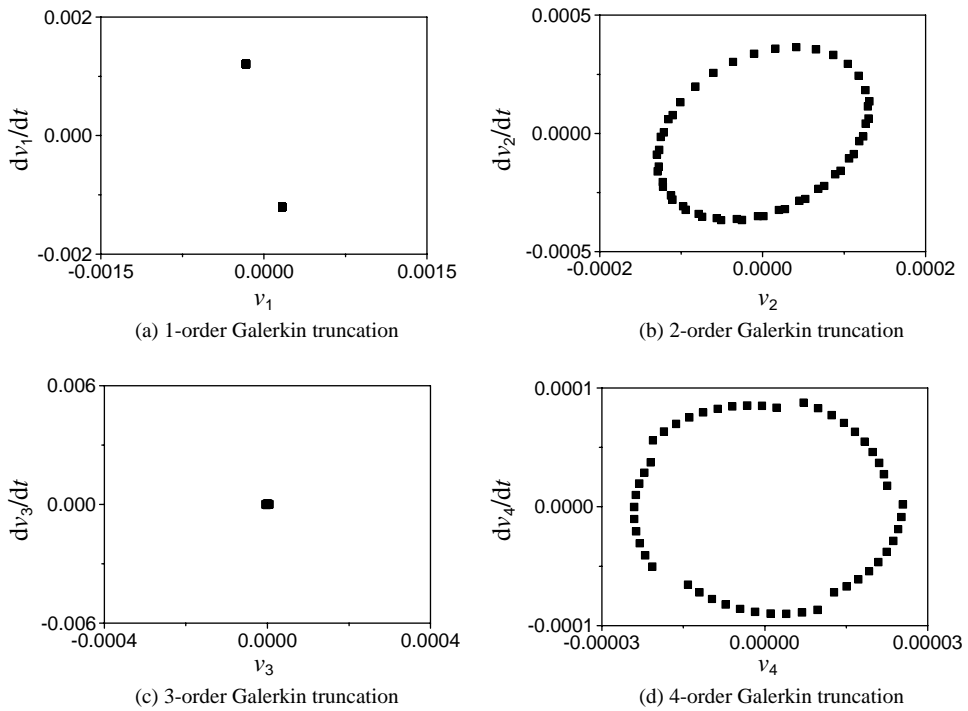 0.002
0.000
-0.002
-0.0015
0.0000
0.0015
dv1/dt
v1
(a) 1-order Galerkin truncation
0.0005
0.0000
-0.0005
-0.0002
0.0000
0.0002
dv2/dt
v2
(b) 2-order Galerkin truncation
0.006
0.000
-0.006
-0.0004
0.0000
0.0004
dv3/dt
v3
(c) 3-order Galerkin truncation
0.0001
0.0000
-0.0001
-0.00003
0.00000
0.00003
dv4/dt
v4
(d) 4-order Galerkin truncation